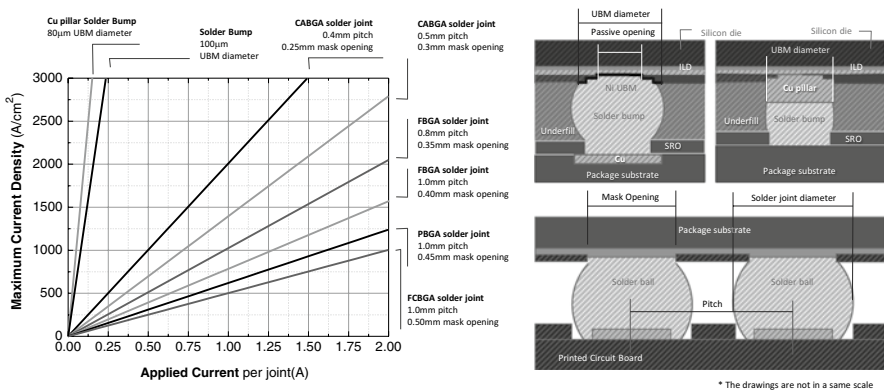 Cu pillar Solder Bump
80µm UBM diameter
Solder Bump
100µm
UBM diameter
CABGA solder joint
0.4mm pitch
0.25mm mask opening
CABGA solder joint
0.5mm pitch
0.3mm mask opening
FBGA solder joint
0.8mm pitch
0.35mm mask opening
FBGA solder joint
1.0mm pitch
0.40mm mask opening
PBGA solder joint
1.0mm pitch
0.45mm mask opening
FCBGA solder joint
1.0mm pitch
0.50mm mask opening
Maximum Current Density (A/cm²)
3000
2500
2000
1500
1000
500
0
0.00 0.25 0.50 0.75 1.00 1.25 1.50 1.75 2.00
Applied Current per joint(A)
UBM diameter
Passive opening
Silicon die
ILD
Ni UBM
Solder bump
Underfill
SRO
Cu
Package substrate
Silicon die
UBM diameter
ILD
Cu pillar
Solder bump
Underfill
SRO
Package substrate
Mask Opening
Solder joint diameter
Package substrate
Solder ball
Solder ball
Pitch
Printed Circuit Board
* The drawings are not in a same scale